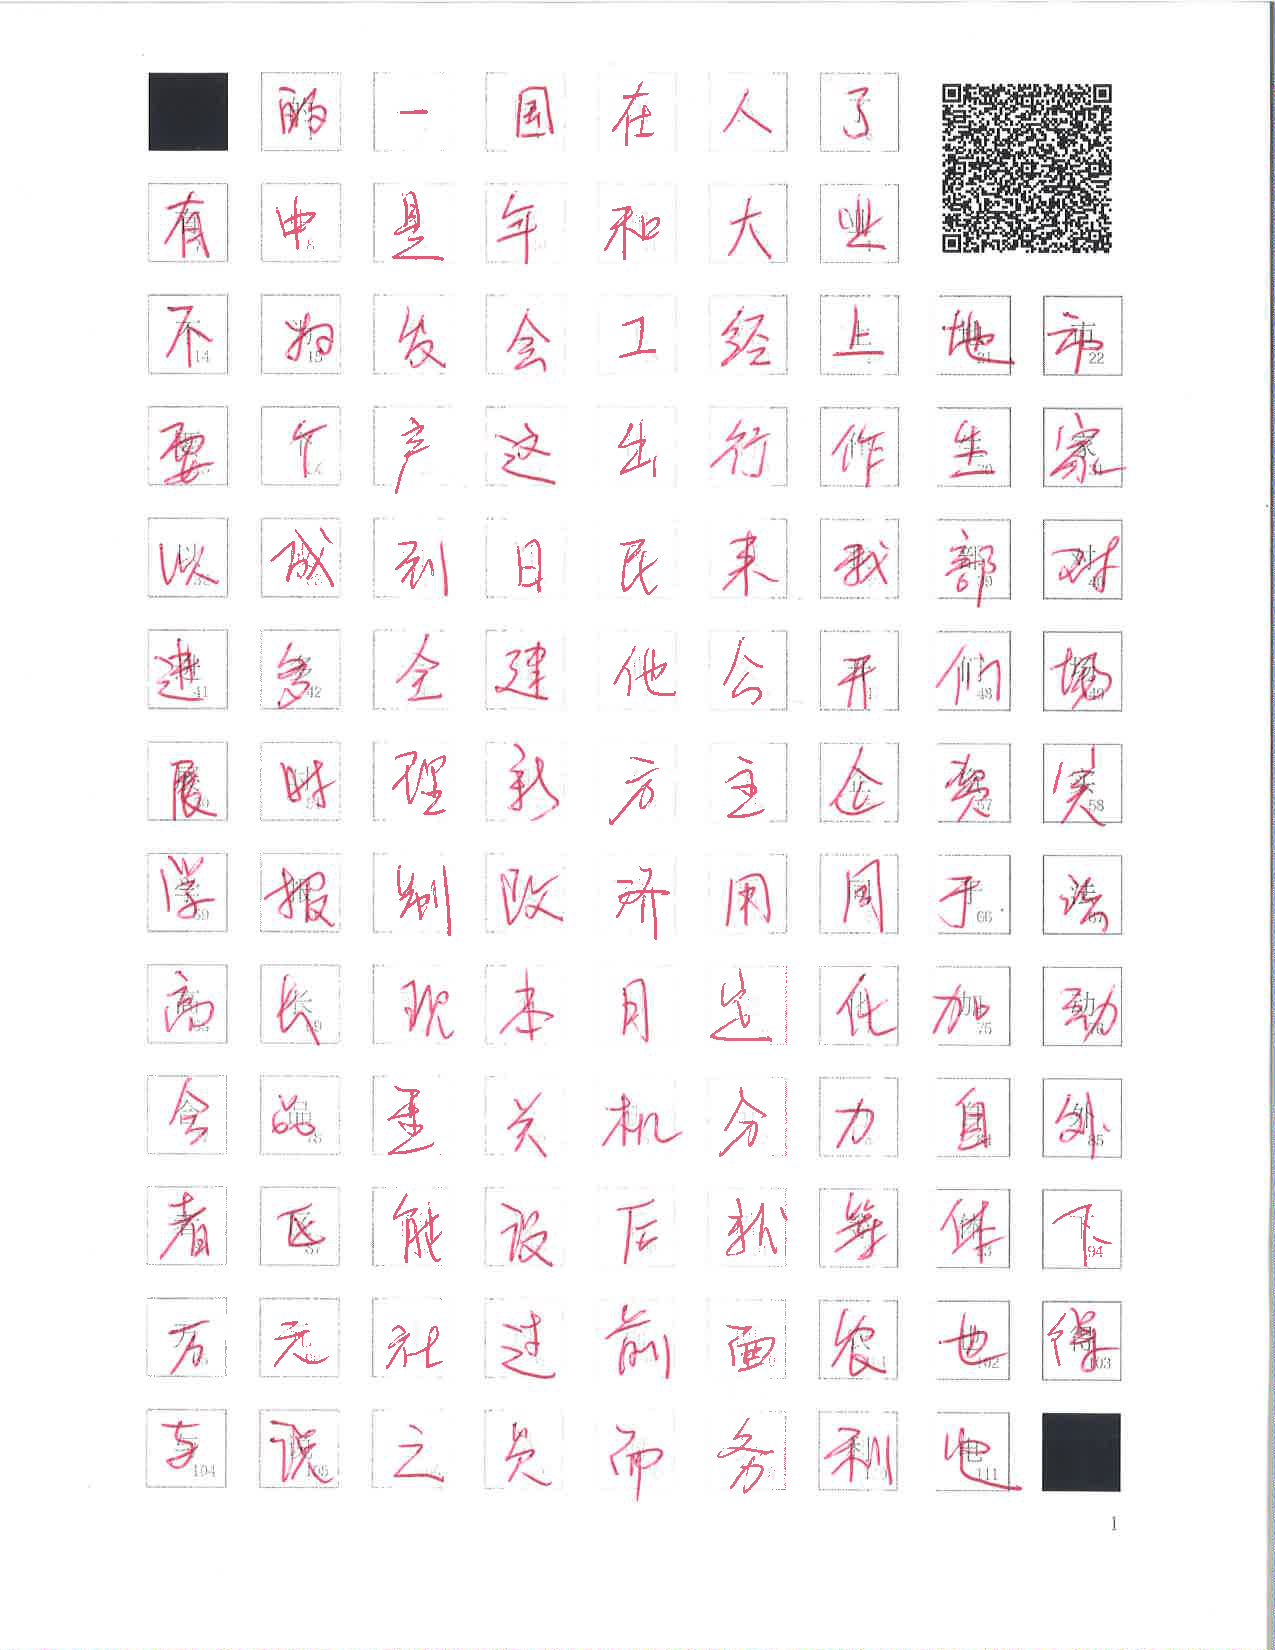 的一国在人了
有中是年和大业
不为发会工经上地市
要个产这出行作生家
以成到日民来我部对
进多全建他公开们场
展时理新方主企资实
学报制改济用同于法
高长现本月定化加动
合品重关机分力自外
者区能设后就等体下
万元社过前面农也得
与说之员而务利电
1